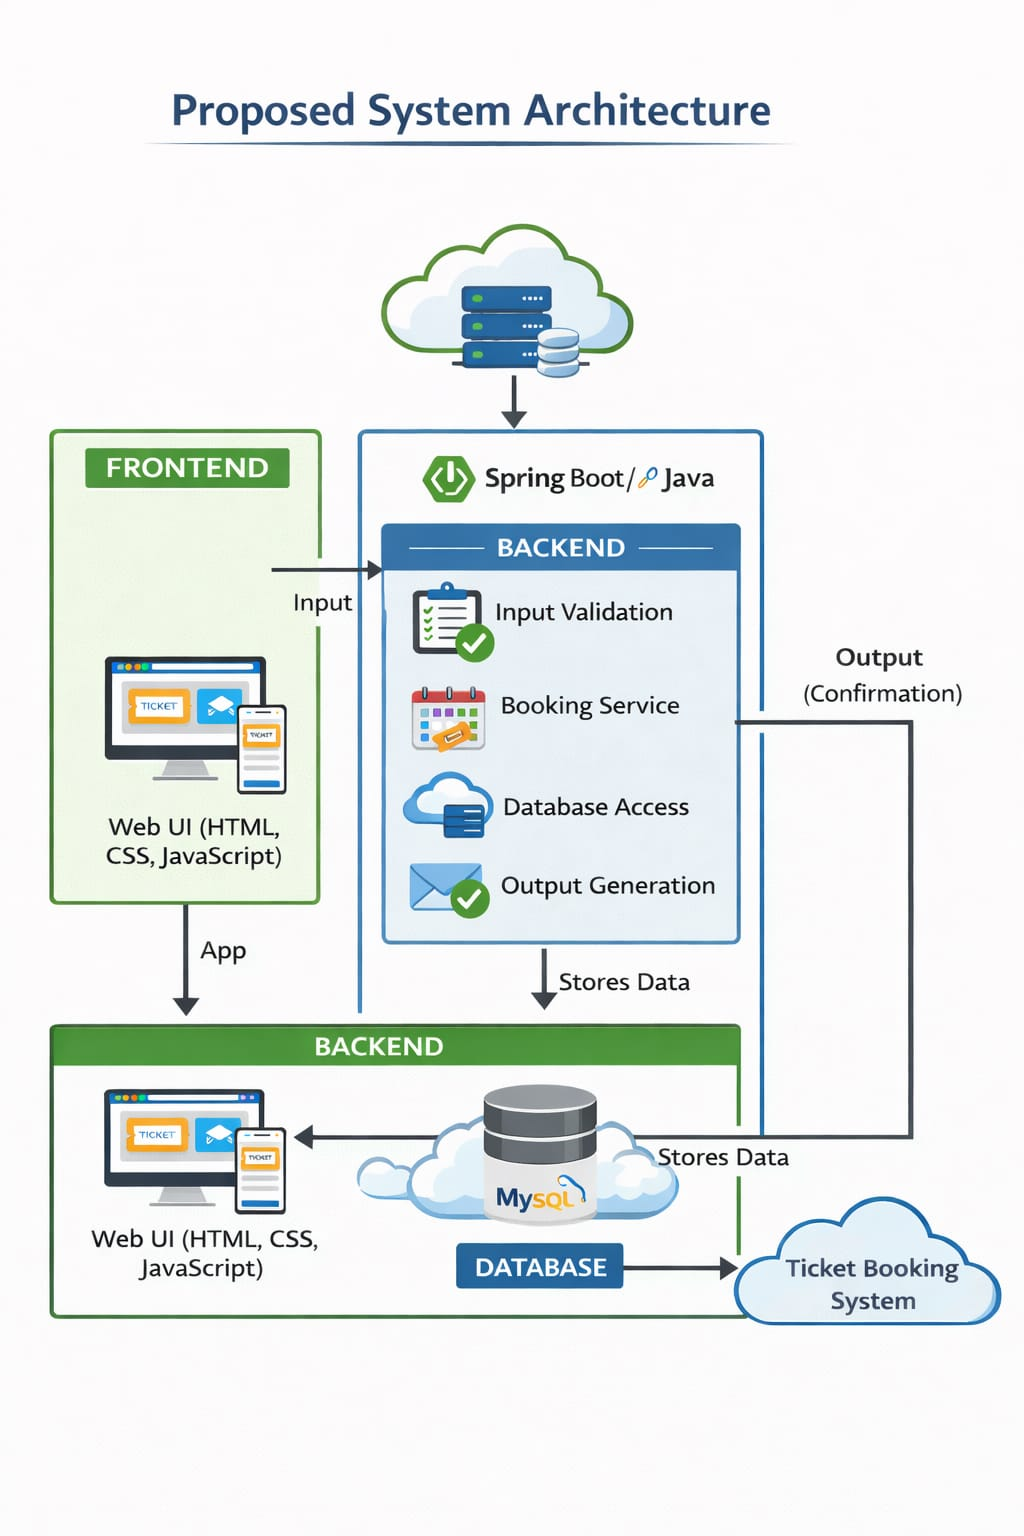 Proposed System Architecture
FRONTEND
Spring Boot/ Java
BACKEND
Input
Input Validation
TICKET
TICKET
Booking Service
Output
(Confirmation)
Database Access
Web UI (HTML,
CSS, JavaScript)
Output Generation
App
Stores Data
BACKEND
TICKET
TICKET
Stores Data
MySQL
Web UI (HTML, CSS,
JavaScript)
DATABASE
Ticket Booking
System